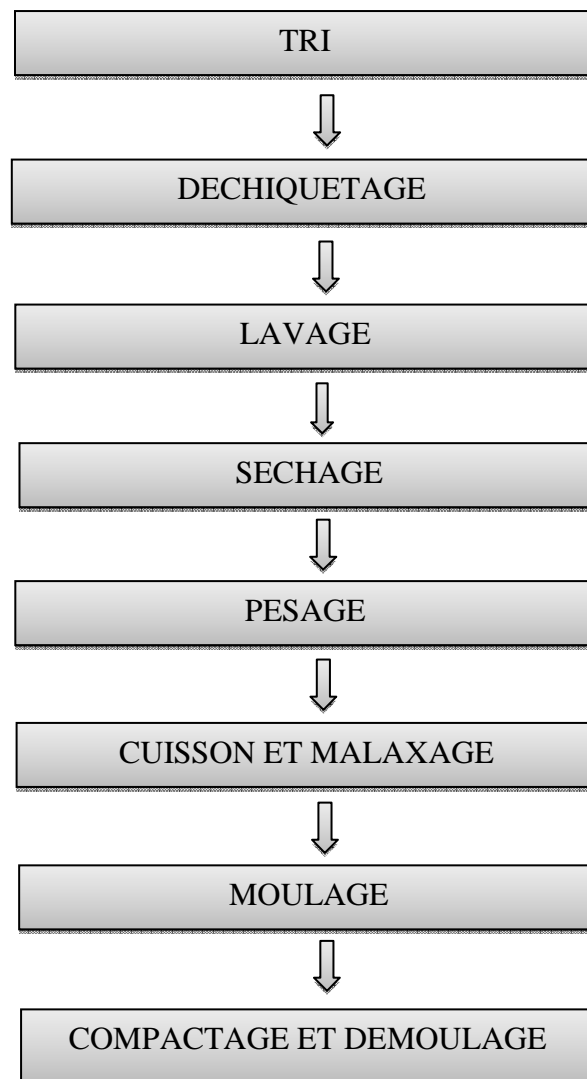 TRI
DECHIQUETAGE
LAVAGE
SECHAGE
PESAGE
CUISSON ET MALAXAGE
MOULAGE
COMPACTAGE ET DEMOULAGE